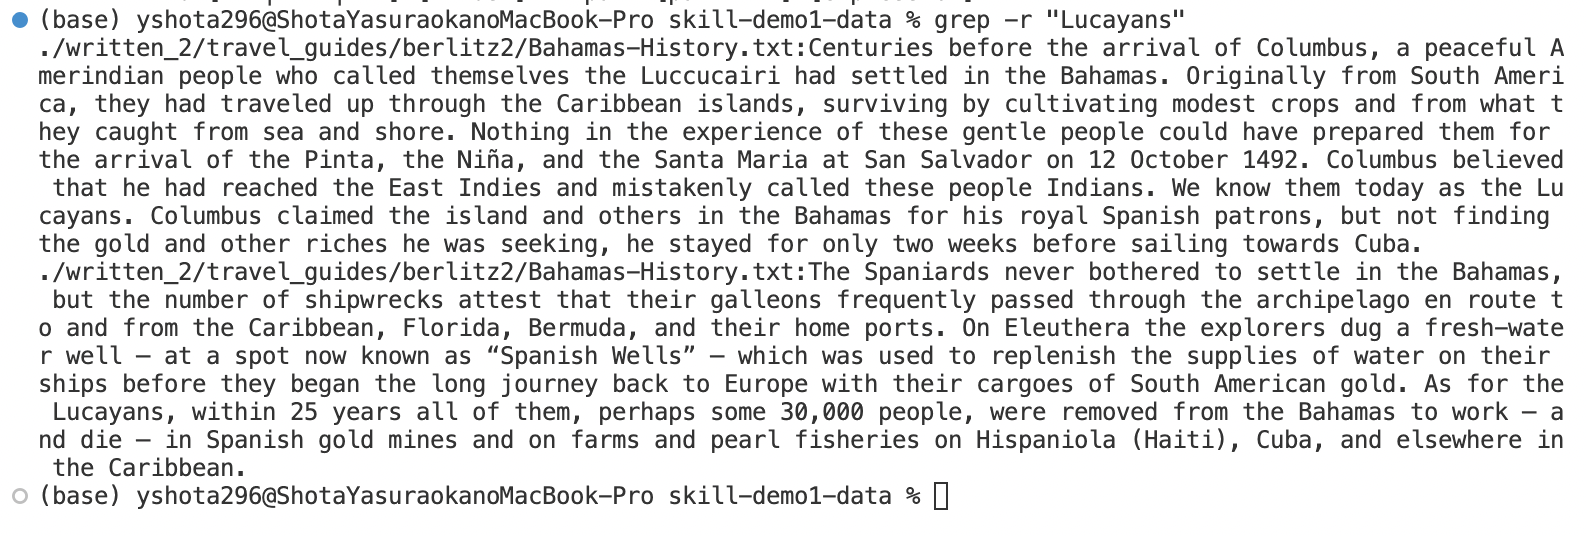 (base) yshota296@ShotaYasuraokanoMacBook-Pro skill-demo1-data % grep -r "Lucayans"
./written_2/travel_guides/berlitz2/Bahamas-History.txt:Centuries before the arrival of Columbus, a peaceful A
merindian people who called themselves the Luccucairi had settled in the Bahamas. Originally from South Ameri
ca, they had traveled up through the Caribbean islands, surviving by cultivating modest crops and from what t
hey caught from sea and shore. Nothing in the experience of these gentle people could have prepared them for
the arrival of the Pinta, the Niña, and the Santa Maria at San Salvador on 12 October 1492. Columbus believed
that he had reached the East Indies and mistakenly called these people Indians. We know them today as the Lu
cayans. Columbus claimed the island and others in the Bahamas for his royal Spanish patrons, but not finding
the gold and other riches he was seeking, he stayed for only two weeks before sailing towards Cuba.
./written_2/travel_guides/berlitz2/Bahamas-History.txt:The Spaniards never bothered to settle in the Bahamas,
but the number of shipwrecks attest that their galleons frequently passed through the archipelago en route t
o and from the Caribbean, Florida, Bermuda, and their home ports. On Eleuthera the explorers dug a fresh-wate
r well — at a spot now known as “Spanish Wells” — which was used to replenish the supplies of water on their
ships before they began the long journey back to Europe with their cargoes of South American gold. As for the
Lucayans, within 25 years all of them, perhaps some 30,000 people, were removed from the Bahamas to work — a
nd die — in Spanish gold mines and on farms and pearl fisheries on Hispaniola (Haiti), Cuba, and elsewhere in
the Caribbean.
(base) yshota296@ShotaYasuraokanoMacBook-Pro skill-demo1-data %